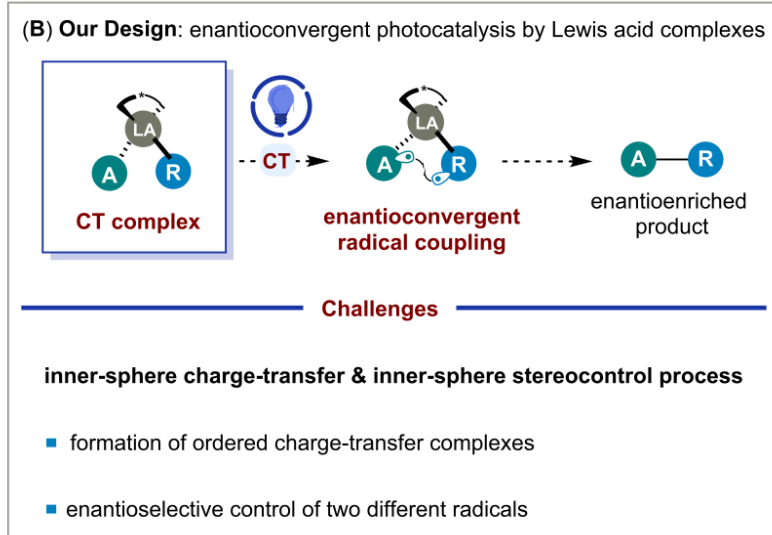 (B) Our Design: enantioconvergent photocatalysis by Lewis acid complexes
*
*
LA
LA
A
R
CT
A
R
A
R
CT complex
enantioconvergent
radical coupling
enantioenriched
product
Challenges
inner-sphere charge-transfer & inner-sphere stereocontrol process
formation of ordered charge-transfer complexes
enantioselective control of two different radicals